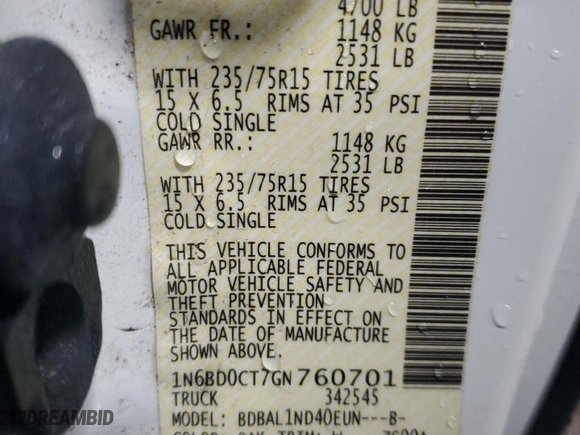 4700 LB
GAWR FR.: 1148 KG
2531 LB
WITH 235/75R15 TIRES
15 X 6.5 RIMS AT 35 PSI
COLD SINGLE
GAWR RR.: 1148 KG
2531 LB
WITH 235/75R15 TIRES
15 X 6.5 RIMS AT 35 PSI
COLD SINGLE
THIS VEHICLE CONFORMS TO
ALL APPLICABLE FEDERAL
MOTOR VEHICLE SAFETY AND
THEFT PREVENTION
STANDARDS IN EFFECT ON
THE DATE OF MANUFACTURE
SHOWN ABOVE.
1N6BD0CT7GN760701
TRUCK 342545
MODEL: BDBAL1ND40EUN---B-
DREAMBID